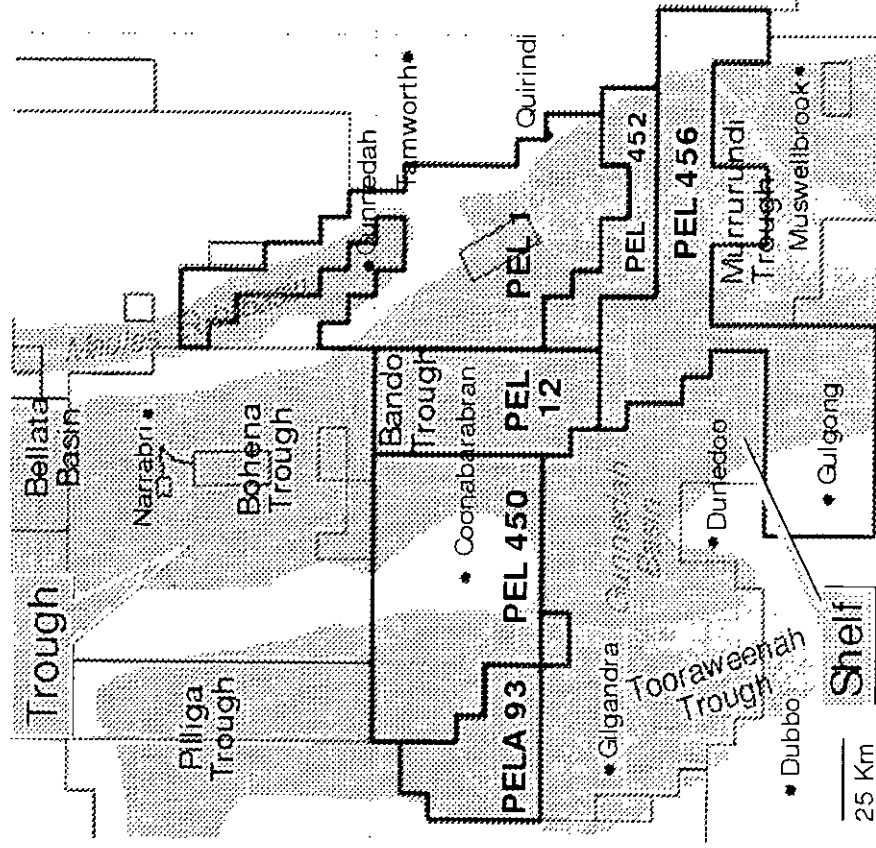 Trough
Bellata
Basin
Narrabri
Bohena
Trough
Pilliga
Trough
Gunnedah
Tamworth
Quirindi
Bando
Trough
Coonabarabran
PEL
12
PEL 1
PEL 452
PEL 456
Murrurundi
Trough
Muswellbrook
PEL 450
PELA 93
Gunnedah
Basin
Gilgandra
Tooraweenah
Trough
Dunedoo
Gulgong
Dubbo
Shelf
25 Km